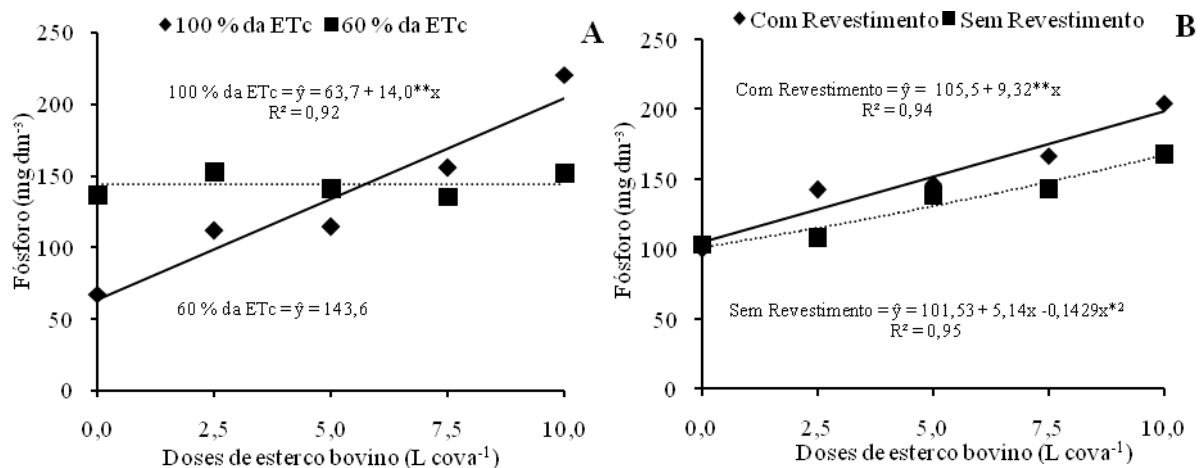 ◆100 % da ETc ■60 % da ETc
A
250
200
150
100
50
0
Fósforo (mg dm⁻³)
100 % da ETc = ŷ = 63,7 + 14,0**x
R² = 0,92
60 % da ETc = ŷ = 143,6
0,0 2,5 5,0 7,5 10,0
Doses de esterco bovino (L cova⁻¹)
◆Com Revestimento ■Sem Revestimento
B
250
200
150
100
50
0
Fósforo (mg dm⁻³)
Com Revestimento = ŷ = 105,5 + 9,32**x
R² = 0,94
Sem Revestimento = ŷ = 101,53 + 5,14x -0,1429x*²
R² = 0,95
0,0 2,5 5,0 7,5 10,0
Doses de esterco bovino (L cova⁻¹)